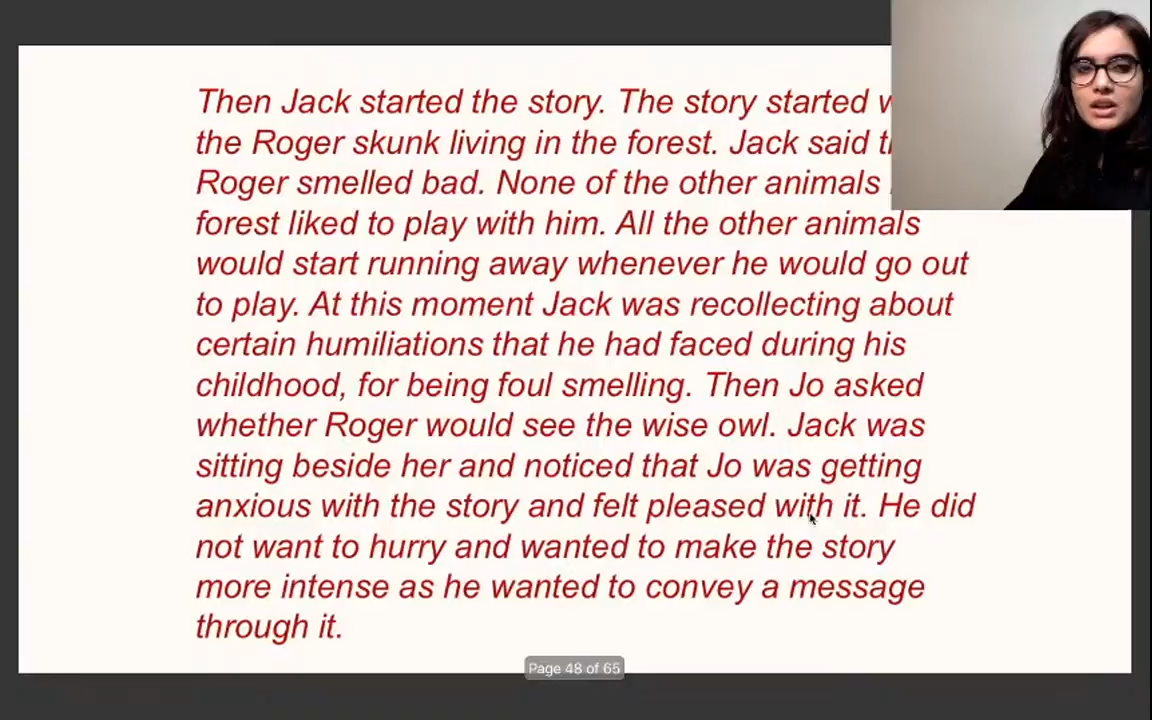 Then Jack started the story. The story started
the Roger skunk living in the forest. Jack said
Roger smelled bad. None of the other animals
forest liked to play with him. All the other animals
would start running away whenever he would go out
to play. At this moment Jack was recollecting about
certain humiliations that he had faced during his
childhood, for being foul smelling. Then Jo asked
whether Roger would see the wise owl. Jack was
sitting beside her and noticed that Jo was getting
anxious with the story and felt pleased with it. He did
not want to hurry and wanted to make the story
more intense as he wanted to convey a message
through it.
Page 48 of 65